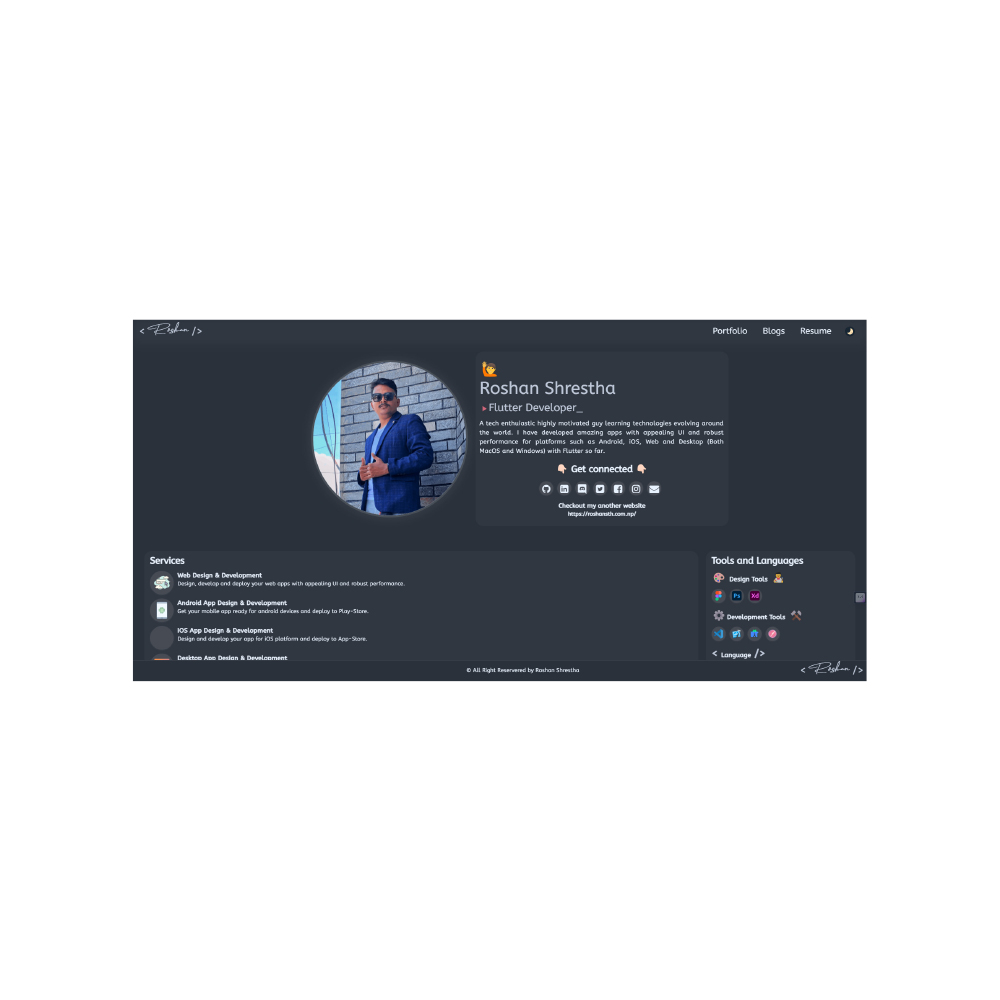 < Roshan />
Portfolio Blogs Resume
Roshan Shrestha
Flutter Developer_
A tech enthuiastic highly motivated guy learning technologies evolving around
the world. I have developed amazing apps with appealing UI and robust
performance for platforms such as Android, iOS, Web and Desktop (Both
MacOS and Windows) with Flutter so far.
Get connected
Checkout my another website
https://roshansth.com.np/
Services
Web Design & Development
Design, develop and deploy your web apps with appealing UI and robust performance.
Android App Design & Development
Get your mobile app ready for android devices and deploy to Play-Store.
iOS App Design & Development
Design and develop your app for iOS platform and deploy to App-Store.
Desktop App Design & Development
Tools and Languages
Design Tools
Ps Xd
Development Tools
< Language />
© All Right Reservered by Roshan Shrestha
< Roshan />